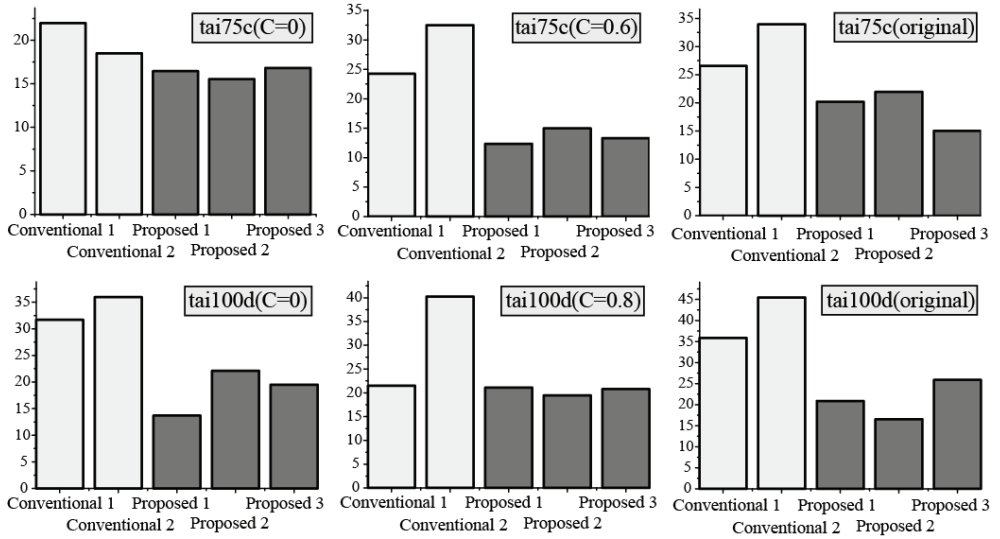 tai75c(C=0)
20
15
10
5
0
Conventional 1 Proposed 1 Proposed 3
Conventional 2 Proposed 2
tai75c(C=0.6)
35
30
25
20
15
10
5
0
Conventional 1 Proposed 1 Proposed 3
Conventional 2 Proposed 2
tai75c(original)
35
30
25
20
15
10
5
0
Conventional 1 Proposed 1 Proposed 3
Conventional 2 Proposed 2
tai100d(C=0)
35
30
25
20
15
10
5
0
Conventional 1 Proposed 1 Proposed 3
Conventional 2 Proposed 2
tai100d(C=0.8)
40
35
30
25
20
15
10
5
0
Conventional 1 Proposed 1 Proposed 3
Conventional 2 Proposed 2
tai100d(original)
45
40
35
30
25
20
15
10
5
0
Conventional 1 Proposed 1 Proposed 3
Conventional 2 Proposed 2